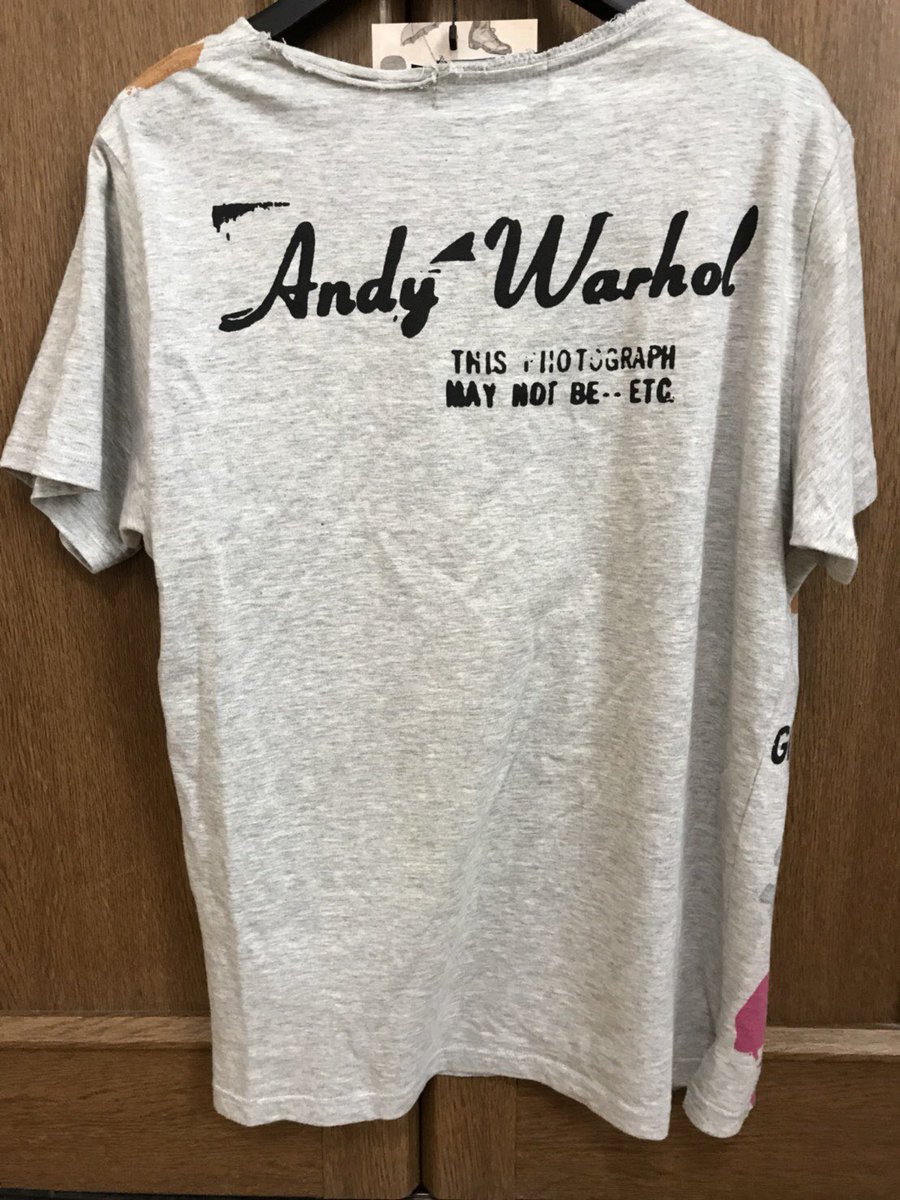 Andy Warhol
THIS PHOTOGRAPH
MAY NOT BE-- ETC.
G